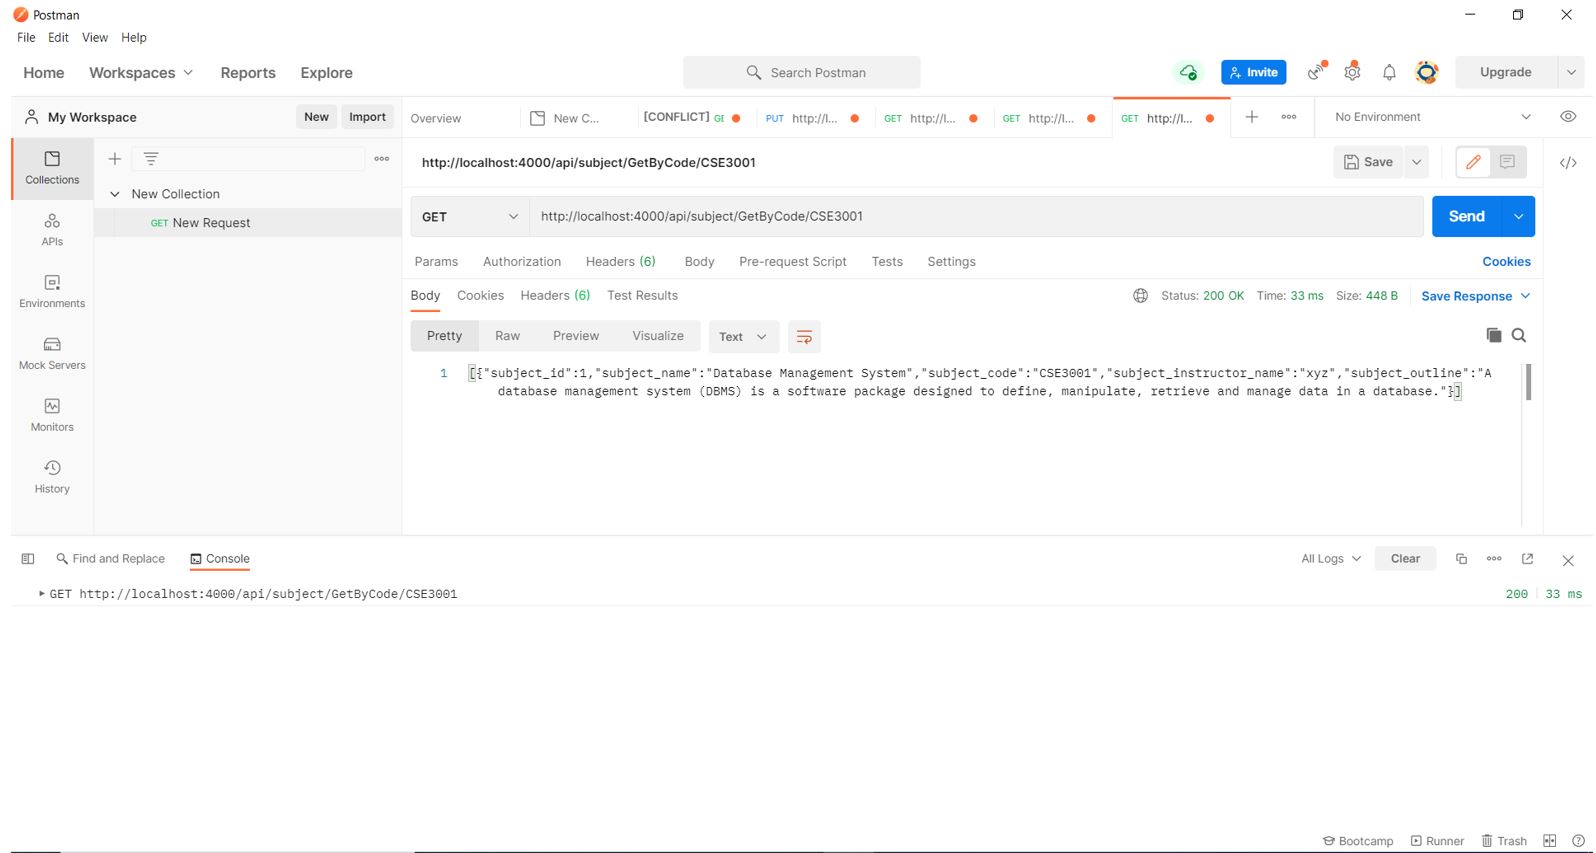 Postman
File Edit View Help
Home Workspaces Reports Explore Search Postman Invite Upgrade
My Workspace New Import Overview New C... [CONFLICT] GE PUT http://l... GET http://l... GET http://l... GET http://l... No Environment
http://localhost:4000/api/subject/GetByCode/CSE3001 Save
Collections
New Collection
GET New Request
GET http://localhost:4000/api/subject/GetByCode/CSE3001 Send
APIs
Params Authorization Headers (6) Body Pre-request Script Tests Settings Cookies
Environments
Body Cookies Headers (6) Test Results Status: 200 OK Time: 33 ms Size: 448 B Save Response
Pretty Raw Preview Visualize Text
Mock Servers
1 [{"subject_id":1,"subject_name":"Database Management System","subject_code":"CSE3001","subject_instructor_name":"xyz","subject_outline":"A
database management system (DBMS) is a software package designed to define, manipulate, retrieve and manage data in a database."}]
Monitors
History
Find and Replace Console All Logs Clear
GET http://localhost:4000/api/subject/GetByCode/CSE3001 200 33 ms
Bootcamp Runner Trash